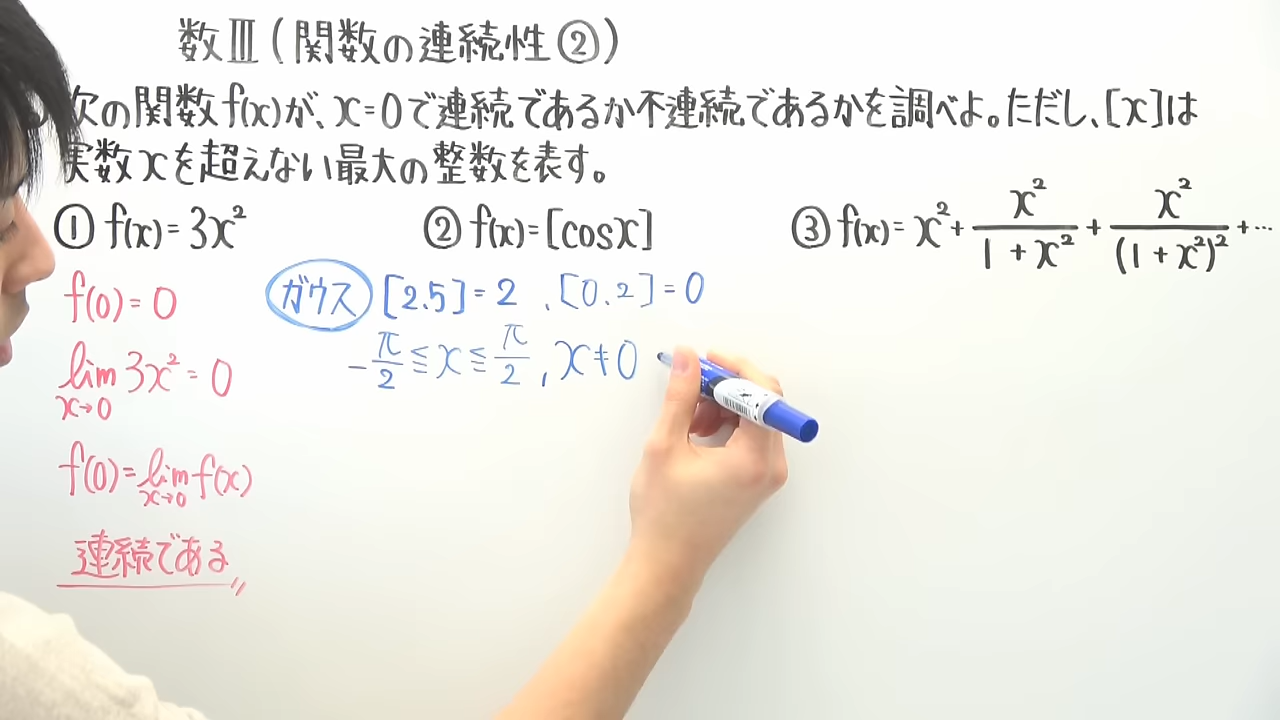 数Ⅲ(関数の連続性②)
次の関数f(x)が、x=0で連続であるか不連続であるかを調べよ。ただし、[x]は
実数xを超えない最大の整数を表す。
① f(x)=3x²
② f(x)=[cosx]
③ f(x)=x²+x²/(1+x²)+x²/(1+x²)²+…
f(0)=0
lim x→0 3x²=0
f(0)=lim x→0 f(x)
連続である
ガウス [2.5]=2 , [0.2]=0
-π/2≦x≦π/2 , x≠0